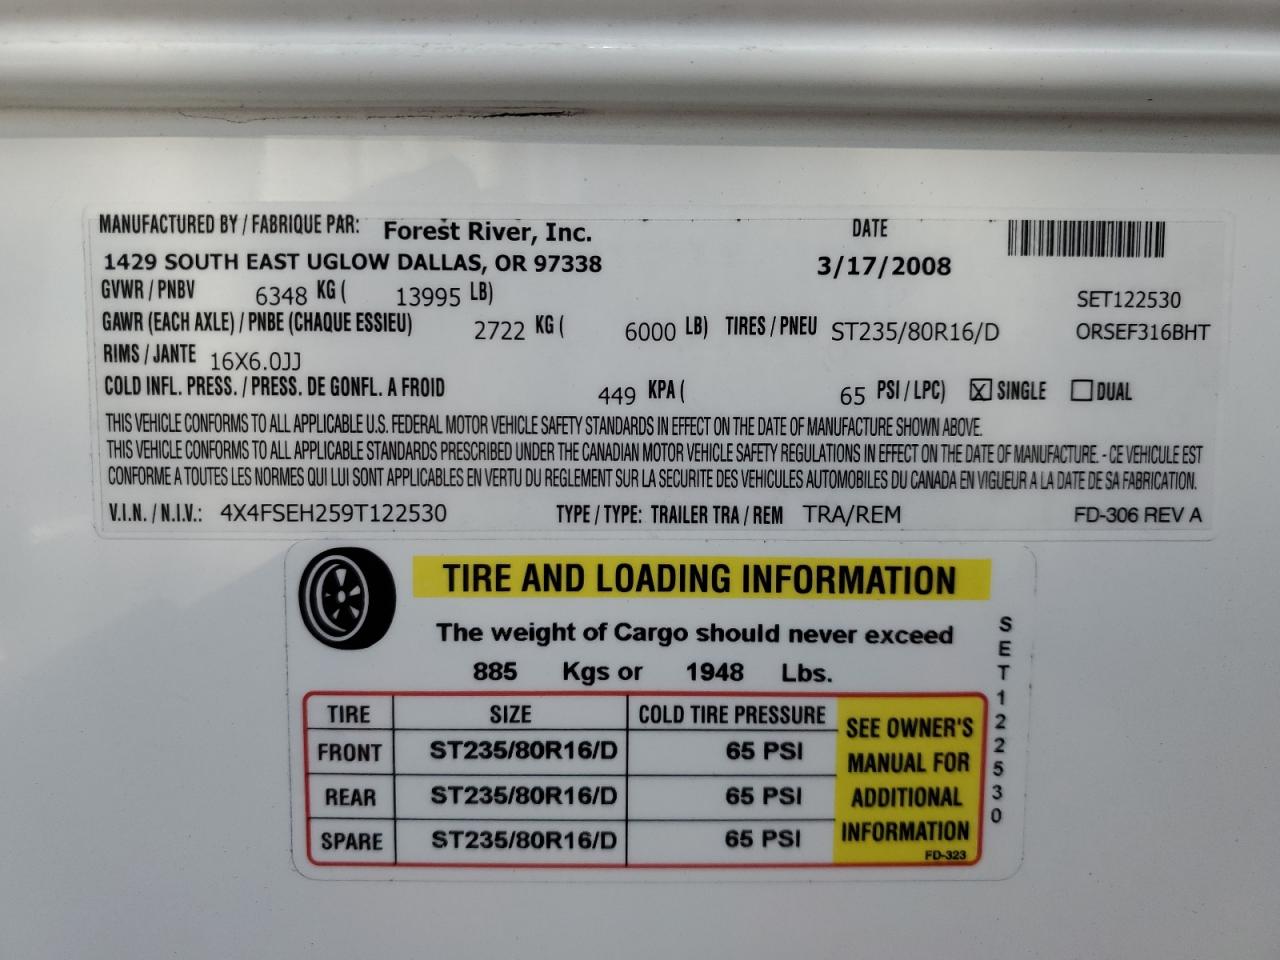 MANUFACTURED BY / FABRIQUE PAR: Forest River, Inc. DATE
1429 SOUTH EAST UGLOW DALLAS, OR 97338 3/17/2008
GVWR / PNBV 6348 KG ( 13995 LB) SET122530
GAWR (EACH AXLE) / PNBE (CHAQUE ESSIEU) 2722 KG ( 6000 LB) TIRES / PNEU ST235/80R16/D ORSEF316BHT
RIMS / JANTE 16X6.0JJ
COLD INFL. PRESS. / PRESS. DE GONFL. A FROID 449 KPA ( 65 PSI / LPC) ☒ SINGLE ☐ DUAL
THIS VEHICLE CONFORMS TO ALL APPLICABLE U.S. FEDERAL MOTOR VEHICLE SAFETY STANDARDS IN EFFECT ON THE DATE OF MANUFACTURE SHOWN ABOVE.
THIS VEHICLE CONFORMS TO ALL APPLICABLE STANDARDS PRESCRIBED UNDER THE CANADIAN MOTOR VEHICLE SAFETY REGULATIONS IN EFFECT ON THE DATE OF MANUFACTURE. - CE VEHICULE EST
CONFORME A TOUTES LES NORMES QUI LUI SONT APPLICABLES EN VERTU DU REGLEMENT SUR LA SECURITE DES VEHICULES AUTOMOBILES DU CANADA EN VIGUEUR A LA DATE DE SA FABRICATION.
V.I.N. / N.I.V.: 4X4FSEH259T122530 TYPE / TYPE: TRAILER TRA / REM TRA/REM FD-306 REV A
TIRE AND LOADING INFORMATION
The weight of Cargo should never exceed
885 Kgs or 1948 Lbs.
TIRE SIZE COLD TIRE PRESSURE
FRONT ST235/80R16/D 65 PSI
REAR ST235/80R16/D 65 PSI
SPARE ST235/80R16/D 65 PSI
SEE OWNER'S
MANUAL FOR
ADDITIONAL
INFORMATION
FD-323
SET122530